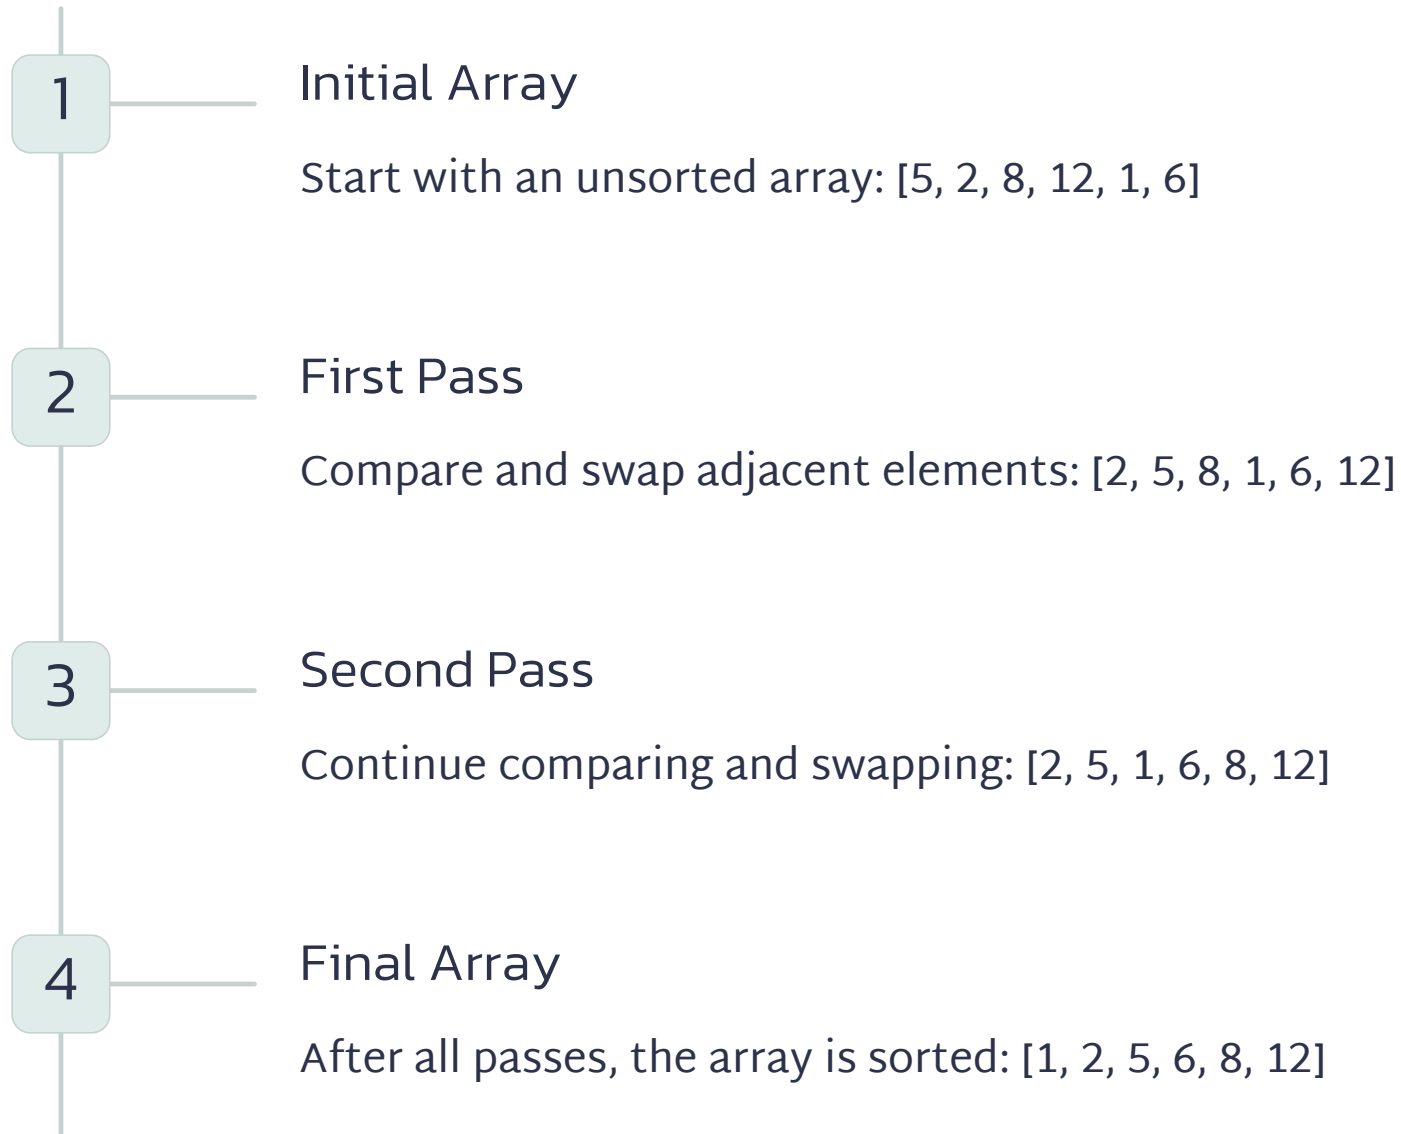 1
Initial Array
Start with an unsorted array: [5, 2, 8, 12, 1, 6]
2
First Pass
Compare and swap adjacent elements: [2, 5, 8, 1, 6, 12]
3
Second Pass
Continue comparing and swapping: [2, 5, 1, 6, 8, 12]
4
Final Array
After all passes, the array is sorted: [1, 2, 5, 6, 8, 12]